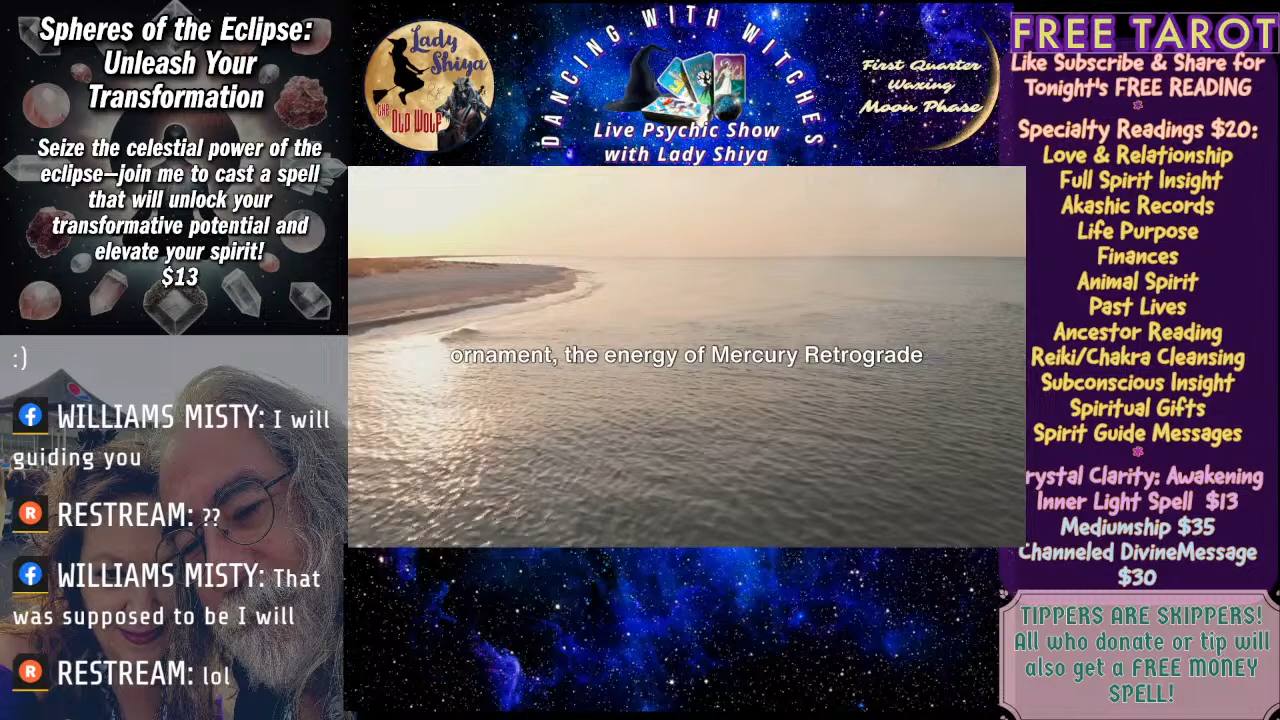 Spheres of the Eclipse:
Unleash Your
Transformation
Seize the celestial power of the
eclipse—join me to cast a spell
that will unlock your
transformative potential and
elevate your spirit!
$13
:)
WILLIAMS MISTY: I will
guiding you
RESTREAM: ??
WILLIAMS MISTY: That
was supposed to be I will
RESTREAM: lol
Lady
Shiya
THE OLD WOLF
DANCING WITH WITCHES
Live Psychic Show
with Lady Shiya
First Quarter
Waxing
Moon Phase
ornament, the energy of Mercury Retrograde
FREE TAROT
Like Subscribe & Share for
Tonight's FREE READING
*
Specialty Readings $20:
Love & Relationship
Full Spirit Insight
Akashic Records
Life Purpose
Finances
Animal Spirit
Past Lives
Ancestor Reading
Reiki/Chakra Cleansing
Subconscious Insight
Spiritual Gifts
Spirit Guide Messages
*
rystal Clarity: Awakening
Inner Light Spell $13
Mediumship $35
Channeled DivineMessage
$30
TIPPERS ARE SKIPPERS!
All who donate or tip will
also get a FREE MONEY
SPELL!